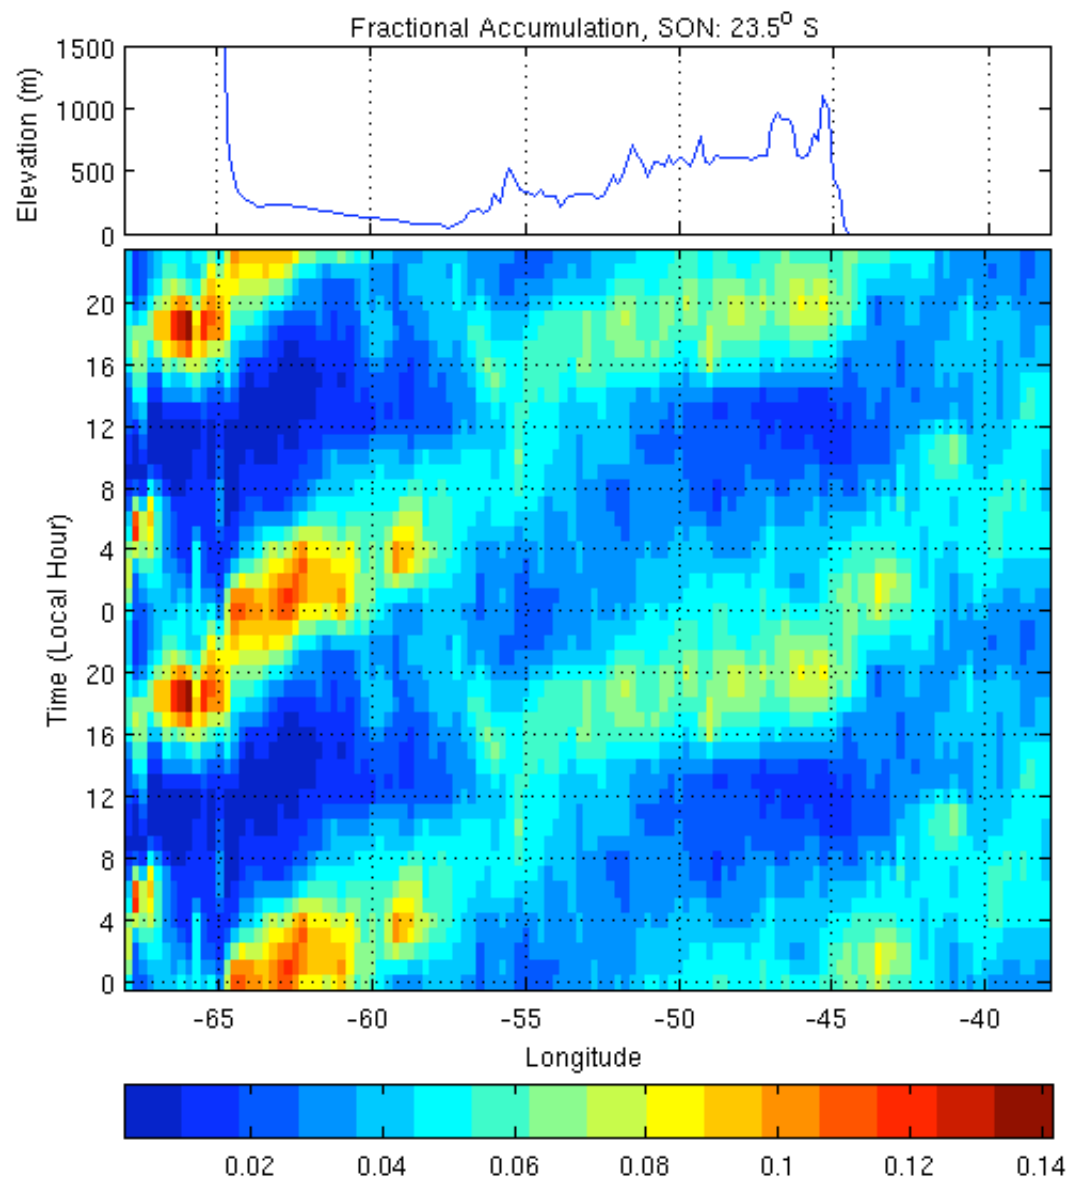 Fractional Accumulation, SON: 23.5° S
1500
1000
500
0
Elevation (m)
20
16
12
8
4
0
20
16
12
8
4
0
Time (Local Hour)
-65 -60 -55 -50 -45 -40
Longitude
0.02 0.04 0.06 0.08 0.1 0.12 0.14